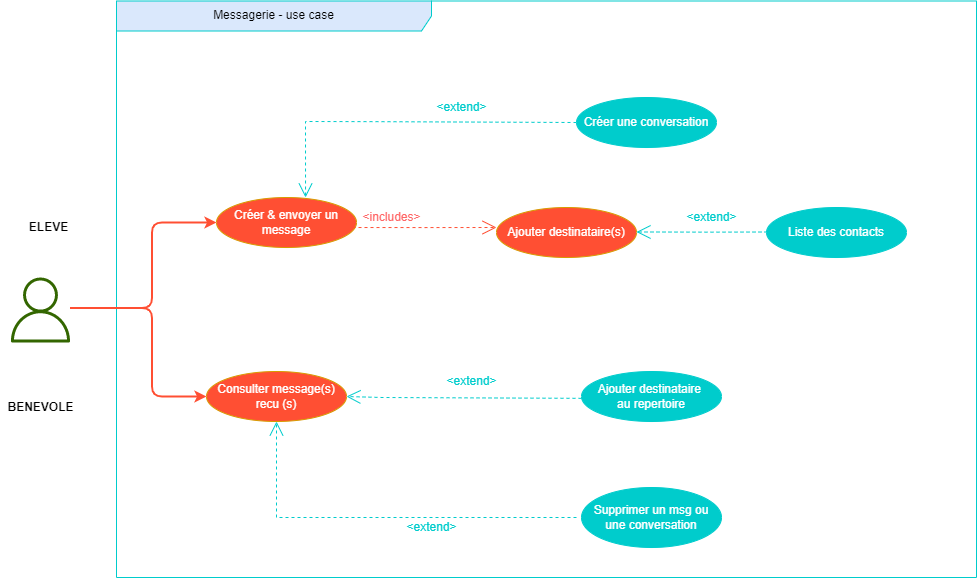 Messagerie - use case
<extend>
Créer une conversation
ELEVE
Créer & envoyer un
message
<includes>
Ajouter destinataire(s)
<extend>
Liste des contacts
BENEVOLE
Consulter message(s)
recu (s)
<extend>
Ajouter destinataire
au repertoire
<extend>
Supprimer un msg ou
une conversation